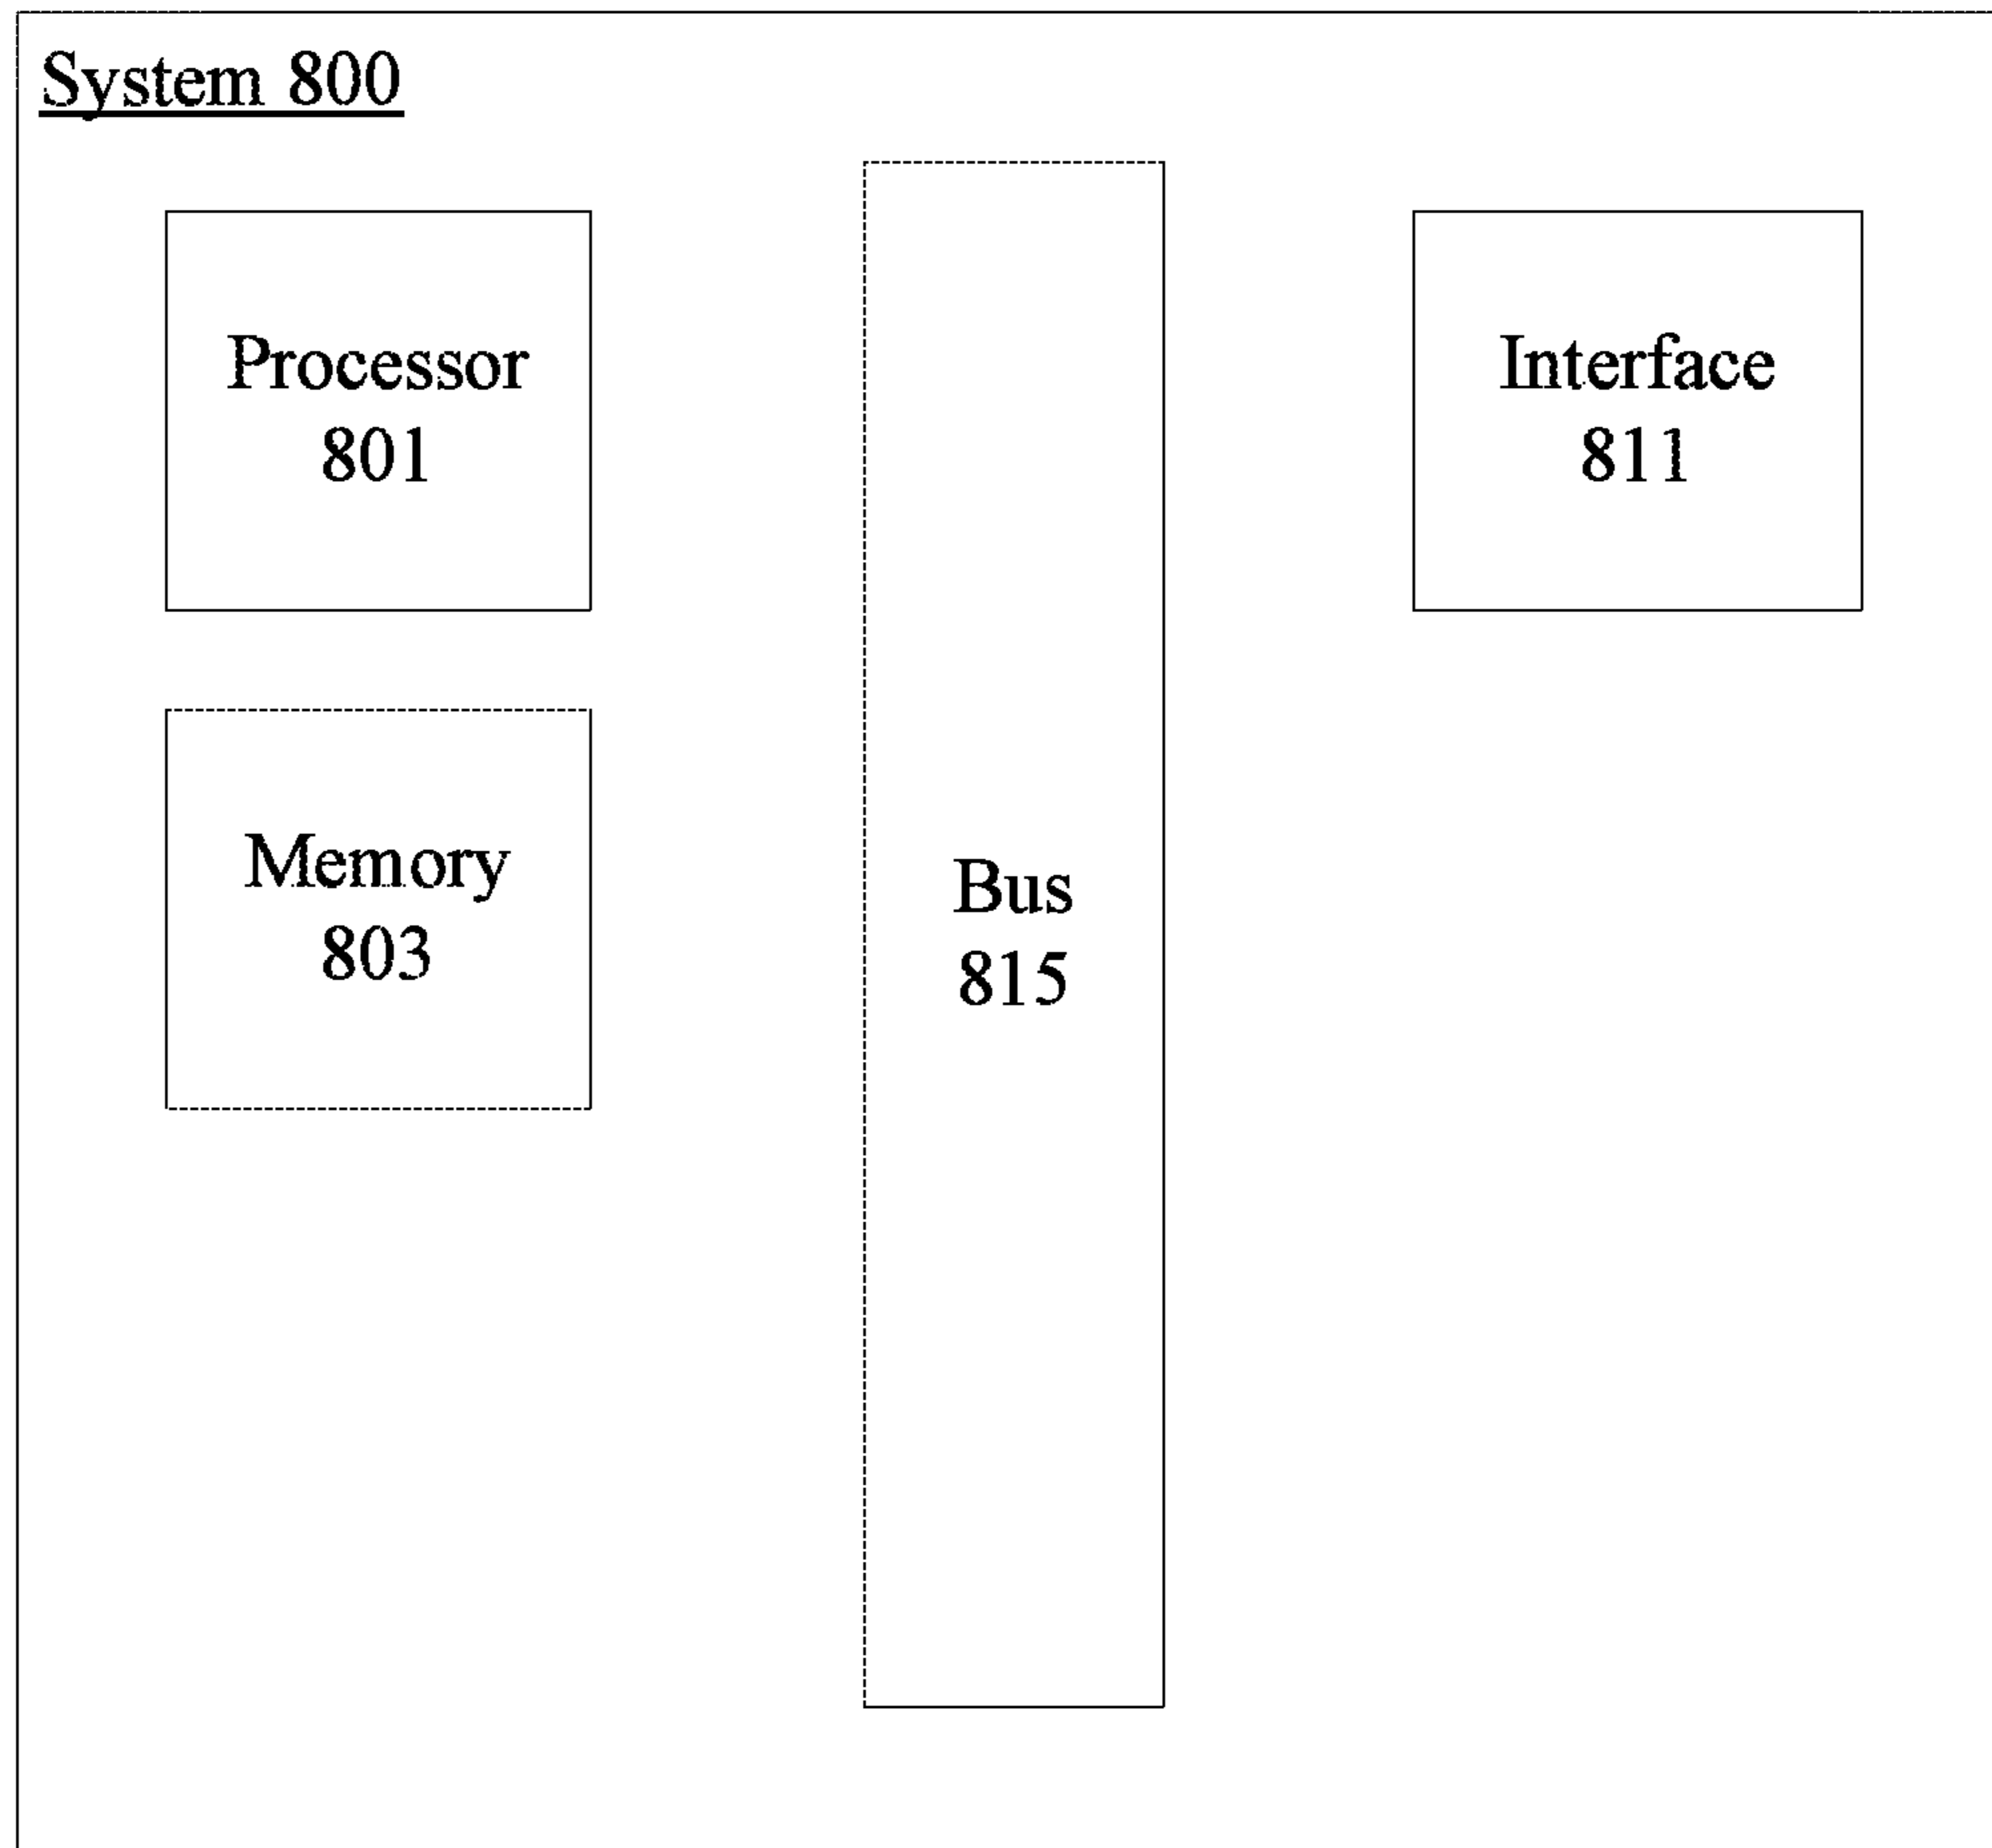 System 800
Processor
801
Interface
811
Memory
803
Bus
815